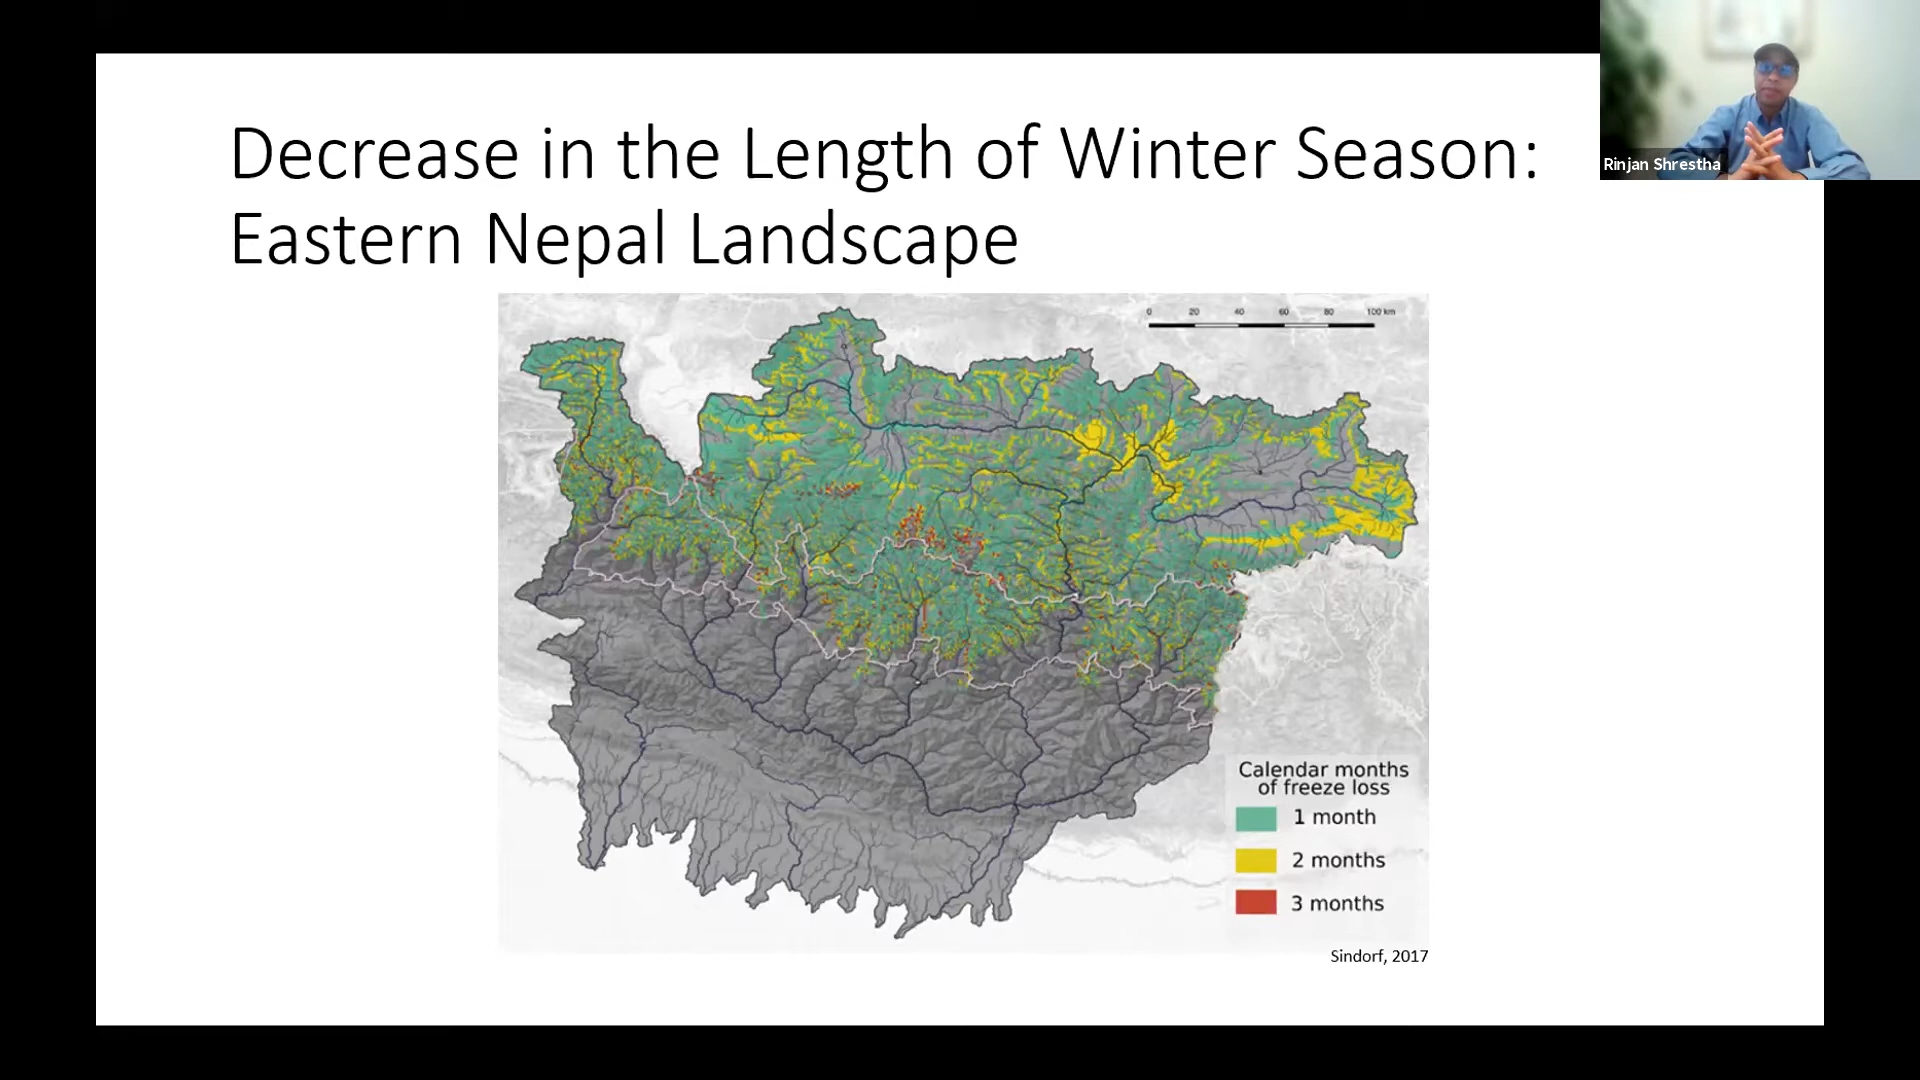 Decrease in the Length of Winter Season:
Eastern Nepal Landscape
Rinjan Shrestha
0 20 40 60 80 100 km
Calendar months
of freeze loss
1 month
2 months
3 months
Sindorf, 2017